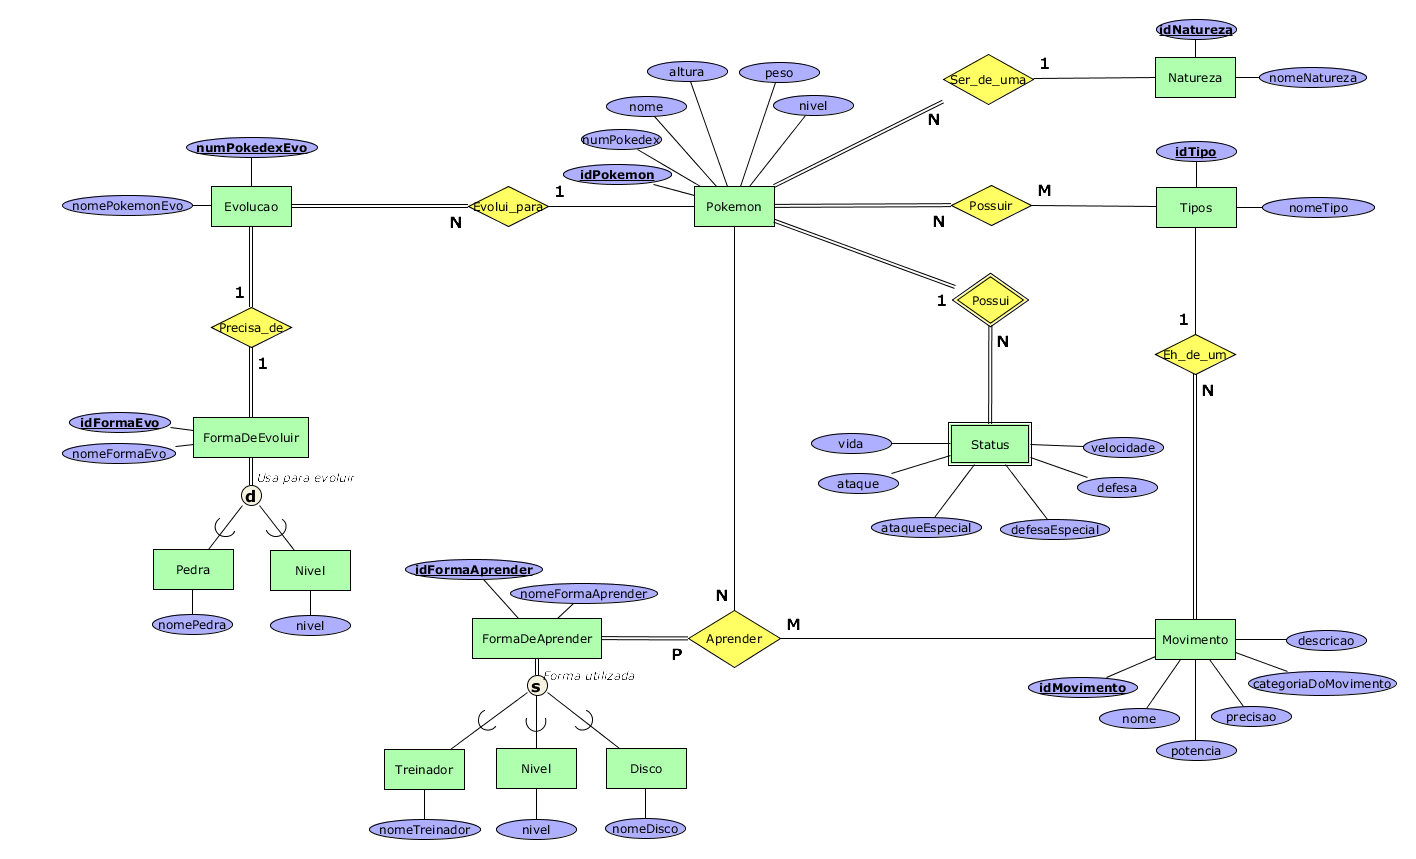 idNatureza
Ser_de_uma
1
Natureza
nomeNatureza
N
altura
peso
nome
nivel
numPokedex
idPokemon
Pokemon
numPokedexEvo
nomePokemonEvo
Evolucao
N
Evolui_para
1
idTipo
Possuir
M
N
Tipos
nomeTipo
1
Precisa_de
1
Possui
1
N
1
Eh_de_um
N
idFormaEvo
nomeFormaEvo
FormaDeEvoluir
Usa para evoluir
d
Pedra
Nivel
nomePedra
nivel
vida
Status
velocidade
ataque
defesa
ataqueEspecial
defesaEspecial
idFormaAprender
nomeFormaAprender
FormaDeAprender
P
N
Aprender
M
Forma utilizada
s
Treinador
Nivel
Disco
nomeTreinador
nivel
nomeDisco
Movimento
descricao
categoriaDoMovimento
idMovimento
nome
precisao
potencia